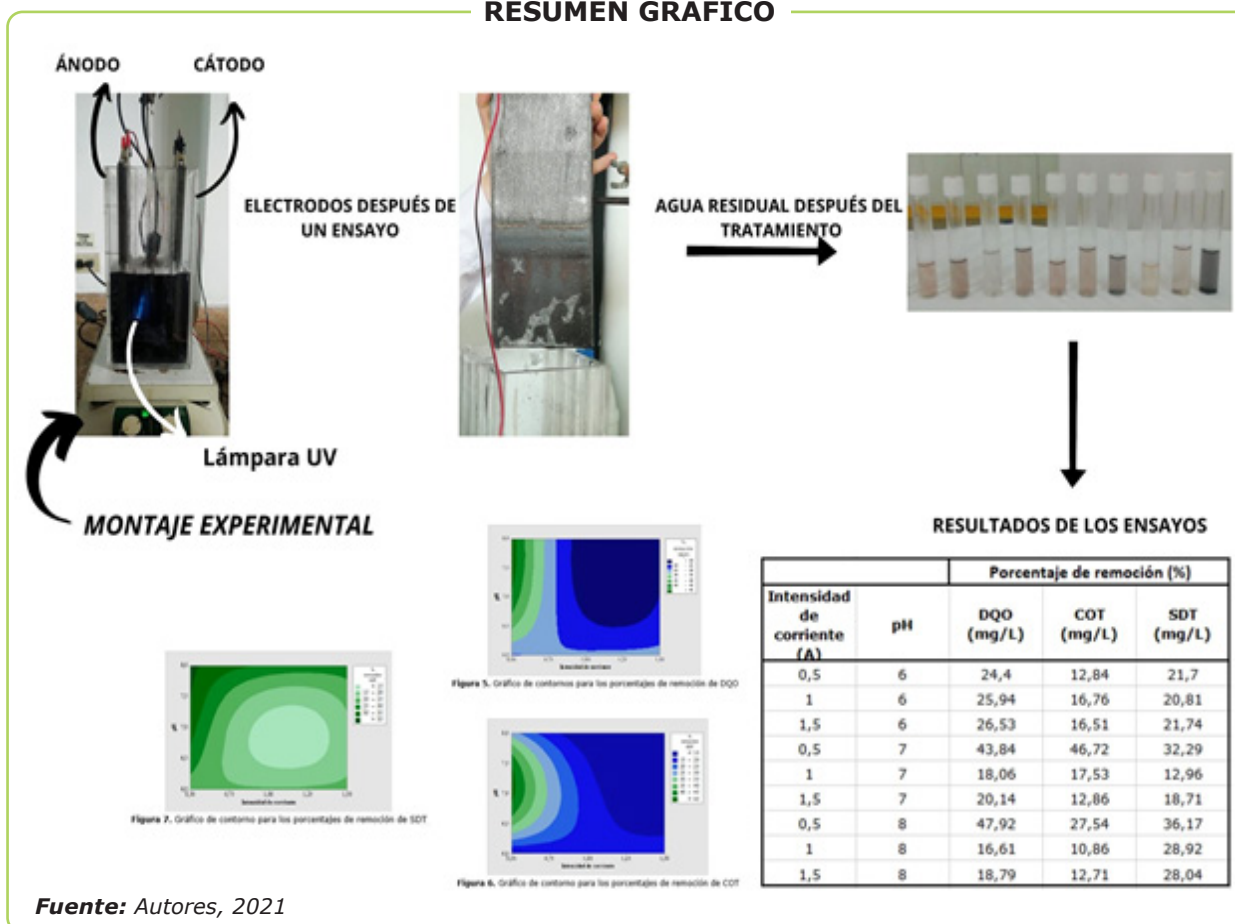 RESUMEN GRÁFICO
ÁNODO
CÁTODO
ELECTRODOS DESPUÉS DE
UN ENSAYO
AGUA RESIDUAL DESPUÉS DEL
TRATAMIENTO
Lámpara UV
MONTAJE EXPERIMENTAL
Figura 5. Gráfico de contornos para los porcentajes de remoción de DQO
Figura 7. Gráfico de contorno para los porcentajes de remoción de SDT
Figura 6. Gráfico de contorno para los porcentajes de remoción de COT
RESULTADOS DE LOS ENSAYOS
Porcentaje de remoción (%)
Intensidad de corriente (A) pH DQO (mg/L) COT (mg/L) SDT (mg/L)
0,5 6 24,4 12,84 21,7
1 6 25,94 16,76 20,81
1,5 6 26,53 16,51 21,74
0,5 7 43,84 46,72 32,29
1 7 18,06 17,53 12,96
1,5 7 20,14 12,86 18,71
0,5 8 47,92 27,54 36,17
1 8 16,61 10,86 28,92
1,5 8 18,79 12,71 28,04
Fuente: Autores, 2021